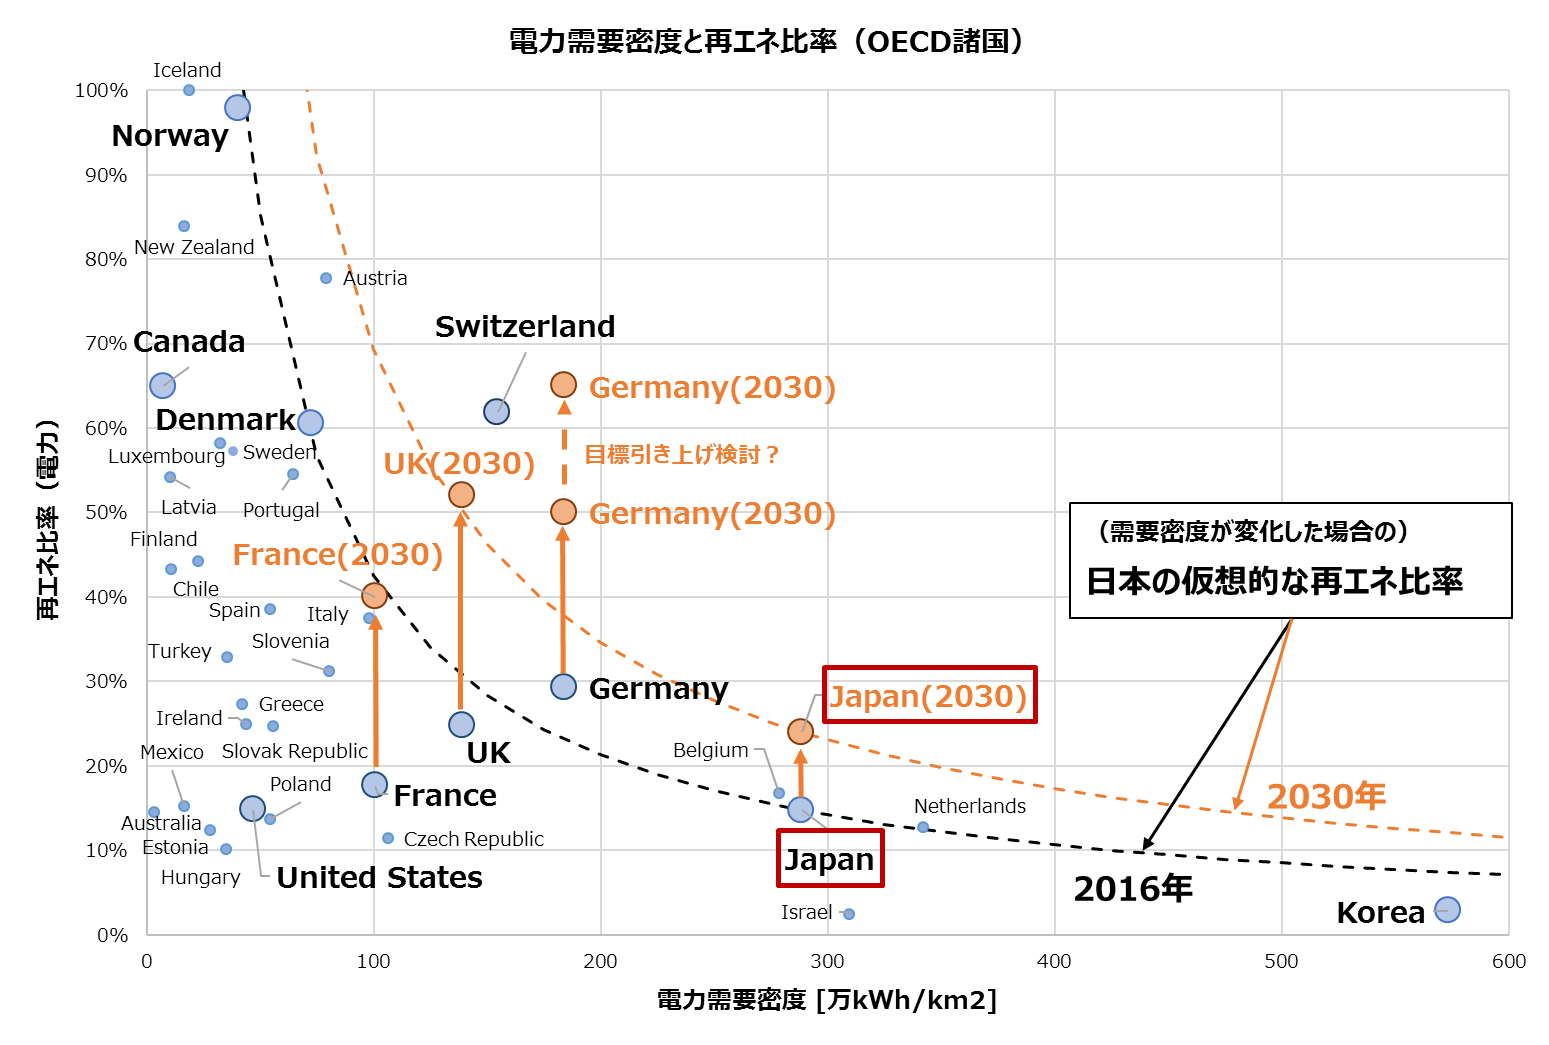 電力需要密度と再エネ比率（OECD諸国）
再エネ比率（電力）
100%
90%
80%
70%
60%
50%
40%
30%
20%
10%
0%
Iceland
Norway
New Zealand
Austria
Canada
Switzerland
Denmark
Germany(2030)
Luxembourg
Sweden
UK(2030)
目標引き上げ検討？
Latvia
Portugal
Germany(2030)
Finland
France(2030)
Chile
Spain
Italy
Slovenia
Turkey
Germany
Greece
Ireland
Slovak Republic
UK
Mexico
Poland
France
Australia
Estonia
Czech Republic
Hungary
United States
（需要密度が変化した場合の）
日本の仮想的な再エネ比率
Japan(2030)
Belgium
2030年
Netherlands
Japan
2016年
Israel
Korea
0
100
200
300
400
500
600
電力需要密度 [万kWh/km2]